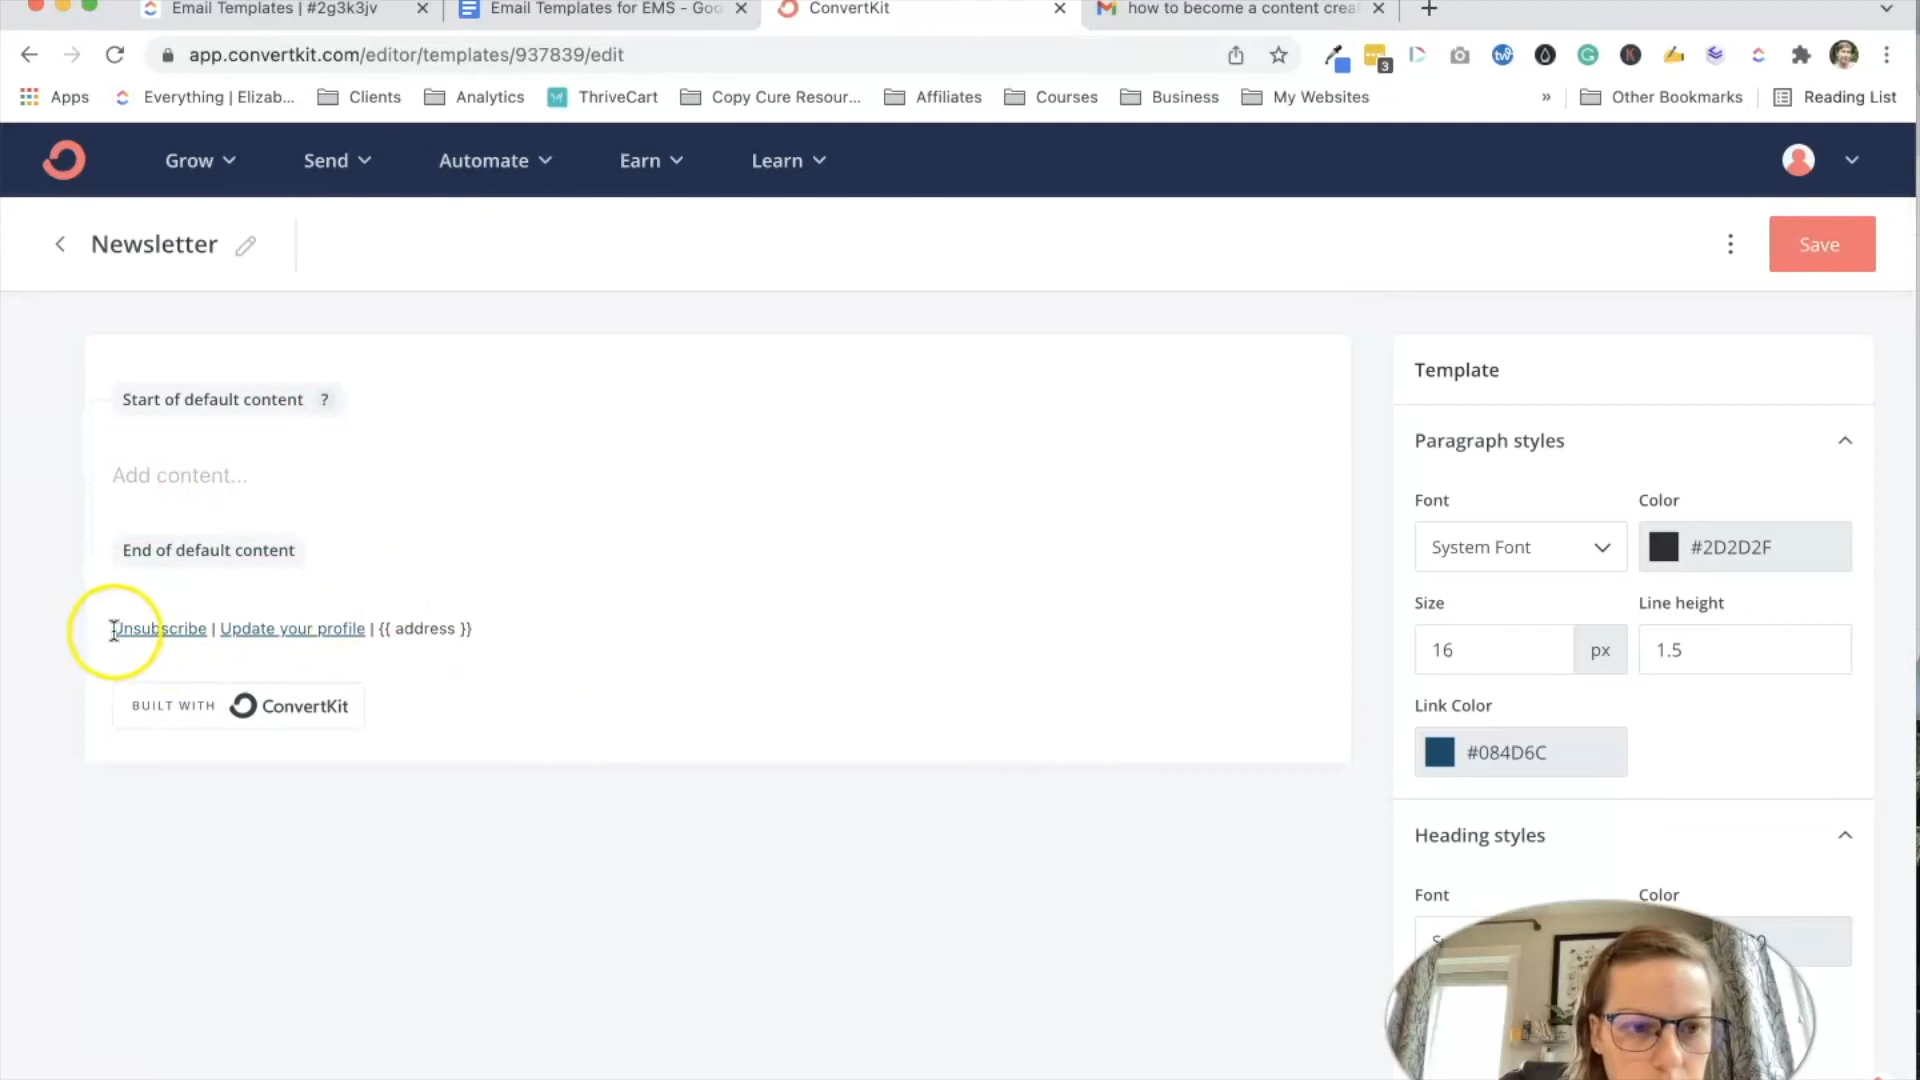 Email Templates | #2g3k3jv
Email Templates for EMS - Goo
ConvertKit
how to become a content crea
app.convertkit.com/editor/templates/937839/edit
3
Apps
Everything | Elizab...
Clients
Analytics
ThriveCart
Copy Cure Resour...
Affiliates
Courses
Business
My Websites
»
Other Bookmarks
Reading List
Grow
Send
Automate
Earn
Learn
Newsletter
Save
Start of default content ?
Add content...
End of default content
Unsubscribe | Update your profile | {{ address }}
BUILT WITH ConvertKit
Template
Paragraph styles
Font
Color
System Font
#2D2D2F
Size
Line height
16 px
1.5
Link Color
#084D6C
Heading styles
Font
Color